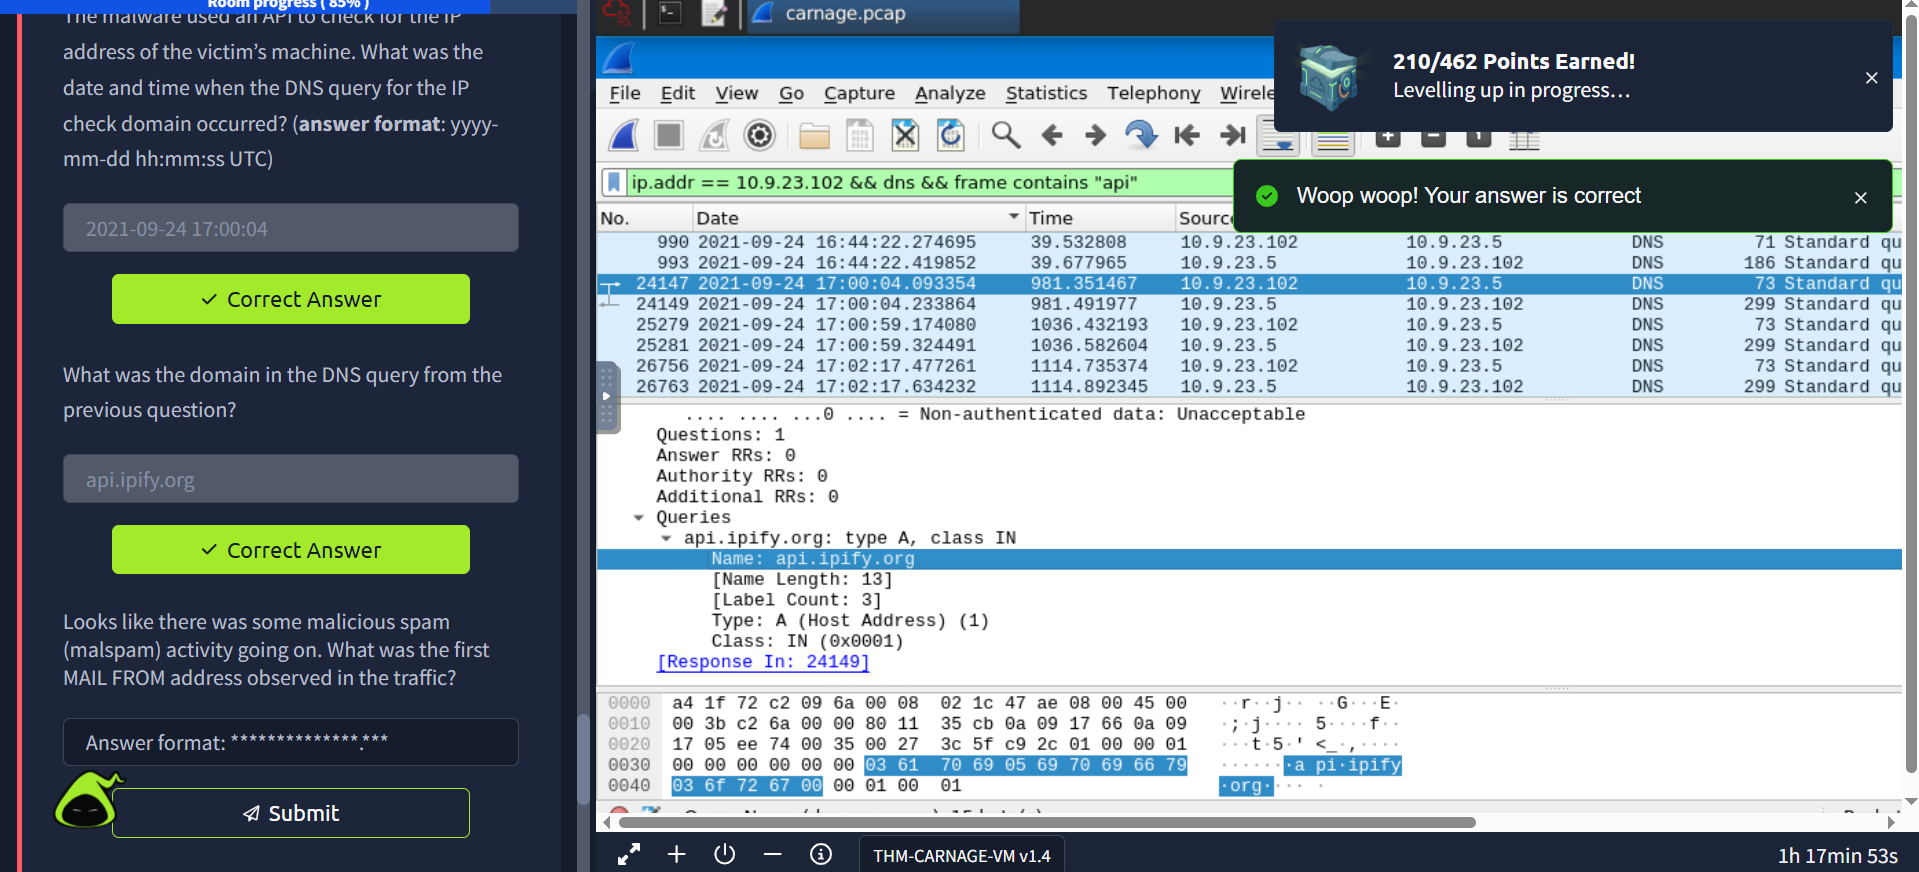 Room progress ( 85% )
The malware used an API to check for the IP
address of the victim’s machine. What was the
date and time when the DNS query for the IP
check domain occurred? (answer format: yyyy-
mm-dd hh:mm:ss UTC)
2021-09-24 17:00:04
Correct Answer
What was the domain in the DNS query from the
previous question?
api.ipify.org
Correct Answer
Looks like there was some malicious spam
(malspam) activity going on. What was the first
MAIL FROM address observed in the traffic?
Answer format: **************.***
Submit
carnage.pcap
210/462 Points Earned!
Levelling up in progress...
File Edit View Go Capture Analyze Statistics Telephony Wirele
ip.addr == 10.9.23.102 && dns && frame contains "api"
Woop woop! Your answer is correct
No. Date Time Source
990 2021-09-24 16:44:22.274695 39.532808 10.9.23.102 10.9.23.5 DNS 71 Standard qu
993 2021-09-24 16:44:22.419852 39.677965 10.9.23.5 10.9.23.102 DNS 186 Standard qu
24147 2021-09-24 17:00:04.093354 981.351467 10.9.23.102 10.9.23.5 DNS 73 Standard qu
24149 2021-09-24 17:00:04.233864 981.491977 10.9.23.5 10.9.23.102 DNS 299 Standard qu
25279 2021-09-24 17:00:59.174080 1036.432193 10.9.23.102 10.9.23.5 DNS 73 Standard qu
25281 2021-09-24 17:00:59.324491 1036.582604 10.9.23.5 10.9.23.102 DNS 299 Standard qu
26756 2021-09-24 17:02:17.477261 1114.735374 10.9.23.102 10.9.23.5 DNS 73 Standard qu
26763 2021-09-24 17:02:17.634232 1114.892345 10.9.23.5 10.9.23.102 DNS 299 Standard qu
.... .... ...0 .... = Non-authenticated data: Unacceptable
Questions: 1
Answer RRs: 0
Authority RRs: 0
Additional RRs: 0
Queries
api.ipify.org: type A, class IN
Name: api.ipify.org
[Name Length: 13]
[Label Count: 3]
Type: A (Host Address) (1)
Class: IN (0x0001)
[Response In: 24149]
0000 a4 1f 72 c2 09 6a 00 08 02 1c 47 ae 08 00 45 00 ··r··j·· ··G···E·
0010 00 3b c2 6a 00 00 80 11 35 cb 0a 09 17 66 0a 09 ·;·j···· 5····f··
0020 17 05 ee 74 00 35 00 27 3c 5f c9 2c 01 00 00 01 ···t·5·' <_·,····
0030 00 00 00 00 00 00 03 61 70 69 05 69 70 69 66 79 ·······a pi·ipify
0040 03 6f 72 67 00 00 01 00 01 ·org···· ·
THM-CARNAGE-VM v1.4
1h 17min 53s